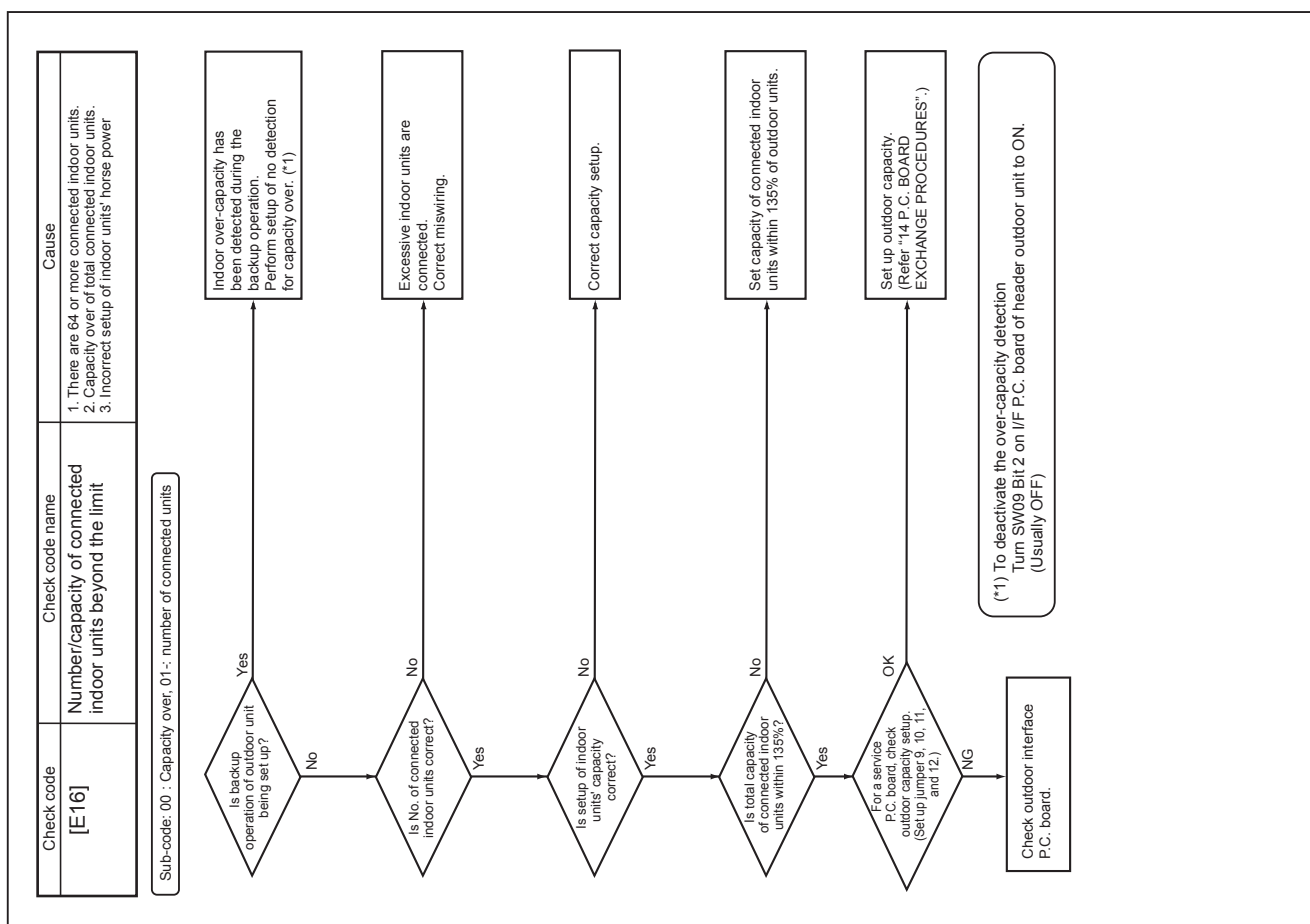 Check code
Check code name
Cause
[E16]
Number/capacity of connected
indoor units beyond the limit
1. There are 64 or more connected indoor units.
2. Capacity over of total connected indoor units.
3. Incorrect setup of indoor units' horse power
Sub-code: 00 : Capacity over, 01-: number of connected units
Is backup
operation of outdoor unit
being set up?
Yes
Indoor over-capacity has
been detected during the
backup operation.
Perform setup of no detection
for capacity over. (*1)
No
Is No. of connected
indoor units correct?
No
Excessive indoor units are
connected.
Correct miswiring.
Yes
Is setup of indoor
units' capacity
correct?
No
Correct capacity setup.
Yes
Is total capacity
of connected indoor
units within 135%?
No
Set capacity of connected indoor
units within 135% of outdoor units.
Yes
For a service
P.C. board, check
outdoor capacity setup.
(Set up jumper 9, 10, 11,
and 12.)
OK
Set up outdoor capacity.
(Refer “14 P.C. BOARD
EXCHANGE PROCEDURES”.)
NG
Check outdoor interface
P.C. board.
(*1) To deactivate the over-capacity detection
Turn SW09 Bit 2 on I/F P.C. board of header outdoor unit to ON.
(Usually OFF)